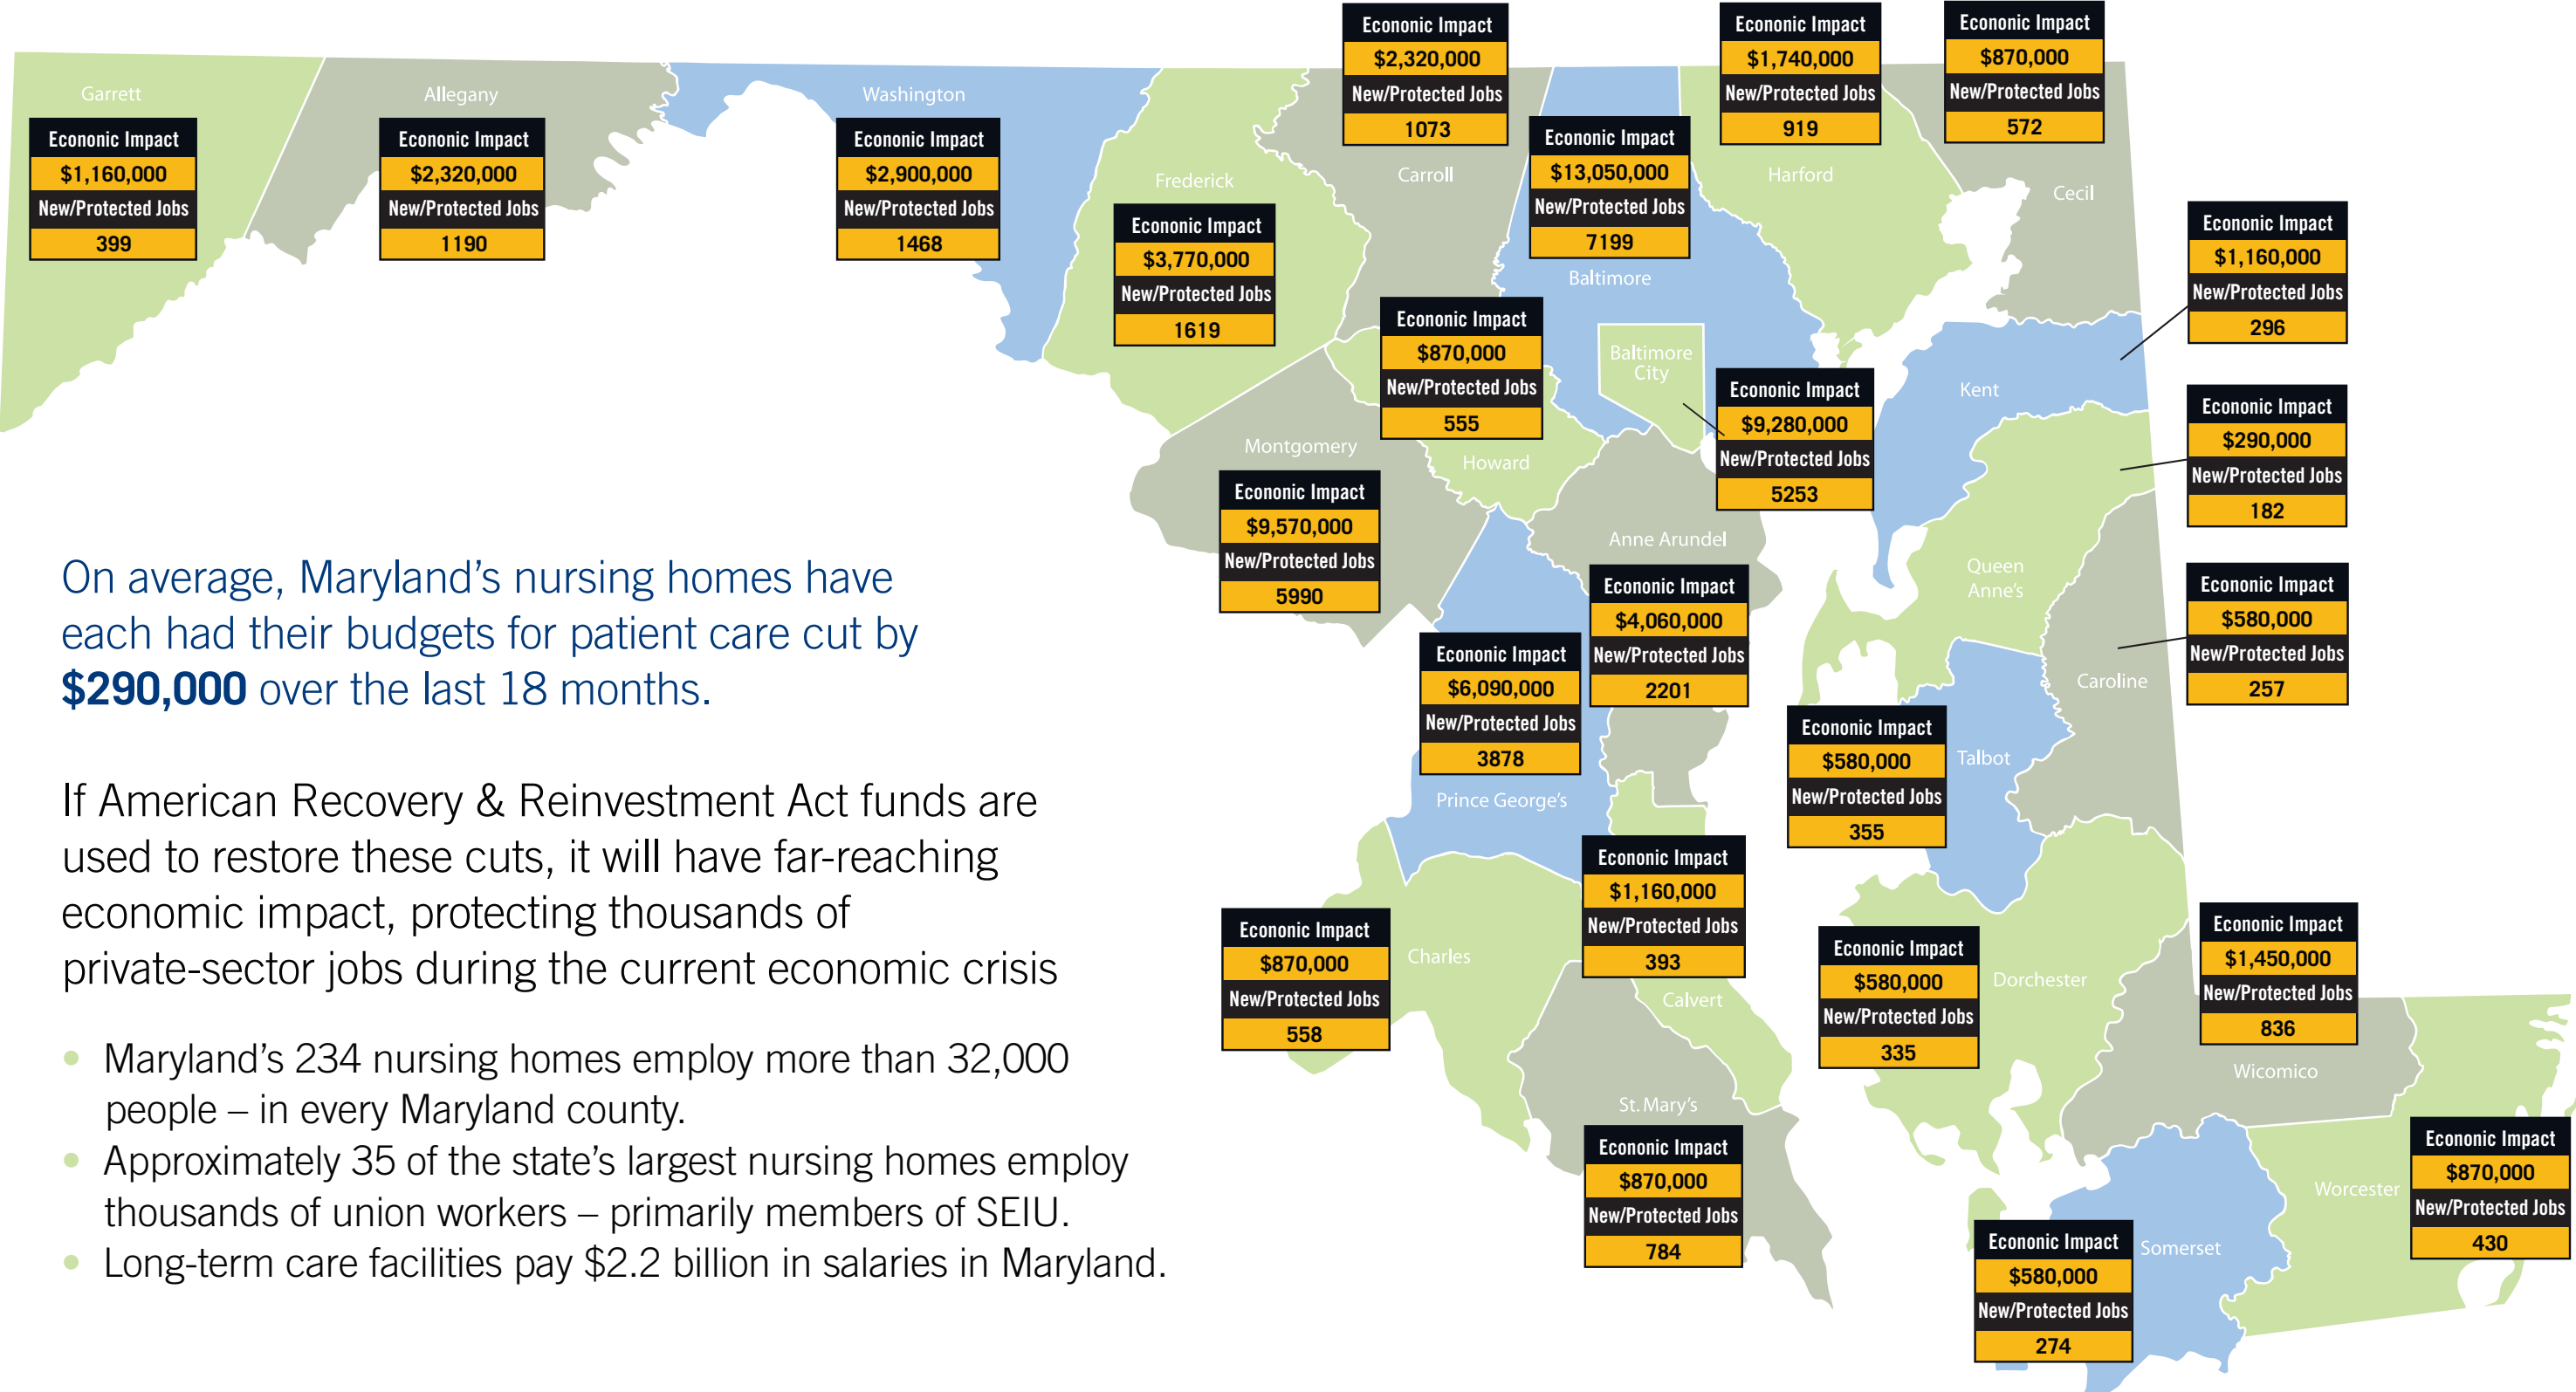 Garrett
Econonic Impact
$1,160,000
New/Protected Jobs
399
Allegany
Econonic Impact
$2,320,000
New/Protected Jobs
1190
Washington
Econonic Impact
$2,900,000
New/Protected Jobs
1468
Frederick
Econonic Impact
$3,770,000
New/Protected Jobs
1619
Econonic Impact
$2,320,000
New/Protected Jobs
1073
Carroll
Econonic Impact
$13,050,000
New/Protected Jobs
7199
Baltimore
Econonic Impact
$1,740,000
New/Protected Jobs
919
Harford
Econonic Impact
$870,000
New/Protected Jobs
572
Cecil
Econonic Impact
$1,160,000
New/Protected Jobs
296
Kent
Econonic Impact
$870,000
New/Protected Jobs
555
Howard
Baltimore
City
Econonic Impact
$9,280,000
New/Protected Jobs
5253
Econonic Impact
$290,000
New/Protected Jobs
182
Queen
Anne's
Montgomery
Econonic Impact
$9,570,000
New/Protected Jobs
5990
Anne Arundel
Econonic Impact
$4,060,000
New/Protected Jobs
2201
Econonic Impact
$580,000
New/Protected Jobs
257
Caroline
Econonic Impact
$6,090,000
New/Protected Jobs
3878
Prince George's
Econonic Impact
$580,000
New/Protected Jobs
355
Talbot
Econonic Impact
$1,160,000
New/Protected Jobs
393
Calvert
Econonic Impact
$870,000
New/Protected Jobs
558
Charles
Econonic Impact
$580,000
New/Protected Jobs
335
Dorchester
Econonic Impact
$1,450,000
New/Protected Jobs
836
Wicomico
St. Mary's
Econonic Impact
$870,000
New/Protected Jobs
784
Econonic Impact
$870,000
New/Protected Jobs
430
Worcester
Econonic Impact
$580,000
New/Protected Jobs
274
Somerset
On average, Maryland’s nursing homes have
each had their budgets for patient care cut by
$290,000 over the last 18 months.
If American Recovery & Reinvestment Act funds are
used to restore these cuts, it will have far-reaching
economic impact, protecting thousands of
private-sector jobs during the current economic crisis
• Maryland’s 234 nursing homes employ more than 32,000
people – in every Maryland county.
• Approximately 35 of the state’s largest nursing homes employ
thousands of union workers – primarily members of SEIU.
• Long-term care facilities pay $2.2 billion in salaries in Maryland.